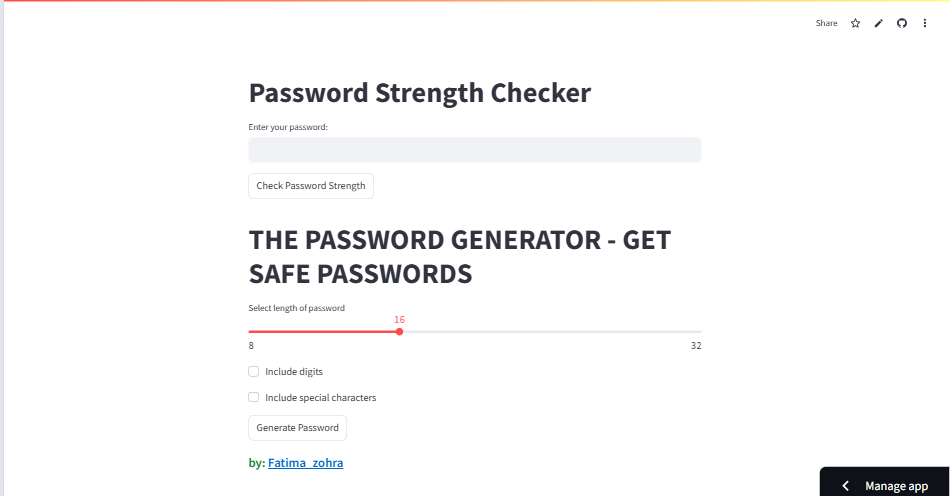 Share
Password Strength Checker
Enter your password:
Check Password Strength
THE PASSWORD GENERATOR - GET
SAFE PASSWORDS
Select length of password
16
8 32
Include digits
Include special characters
Generate Password
by: Fatima_zohra
Manage app